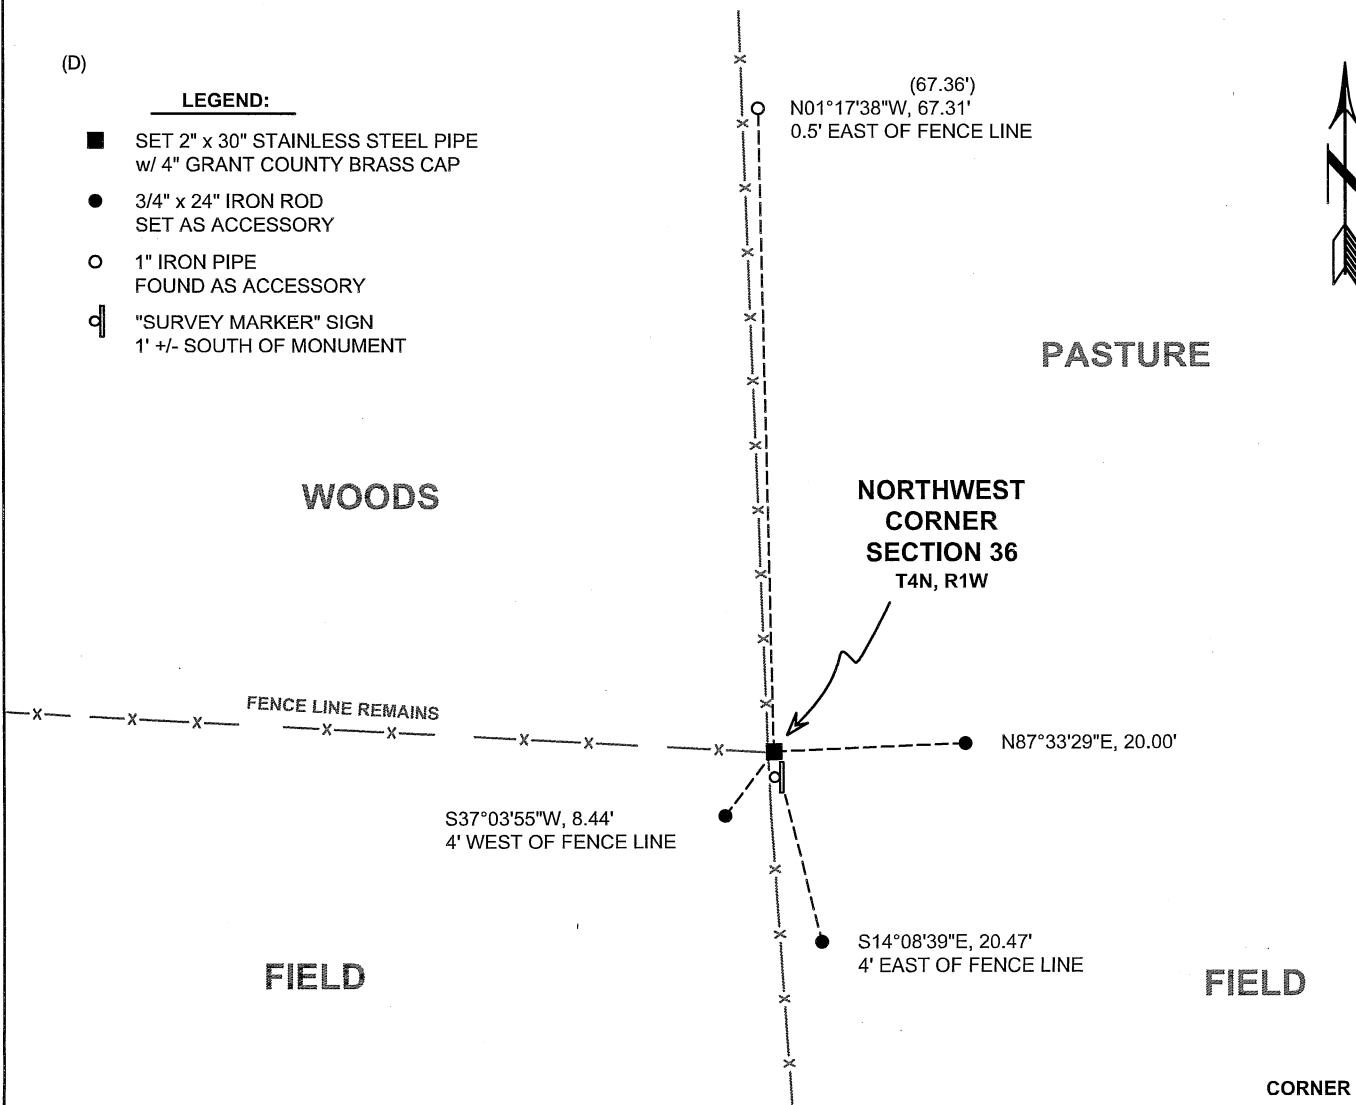 (D)
LEGEND:
SET 2" x 30" STAINLESS STEEL PIPE
w/ 4" GRANT COUNTY BRASS CAP
3/4" x 24" IRON ROD
SET AS ACCESSORY
1" IRON PIPE
FOUND AS ACCESSORY
"SURVEY MARKER" SIGN
1' +/- SOUTH OF MONUMENT
(67.36')
N01°17'38"W, 67.31'
0.5' EAST OF FENCE LINE
N
PASTURE
WOODS
NORTHWEST
CORNER
SECTION 36
T4N, R1W
FENCE LINE REMAINS
N87°33'29"E, 20.00'
S37°03'55"W, 8.44'
4' WEST OF FENCE LINE
S14°08'39"E, 20.47'
4' EAST OF FENCE LINE
FIELD
FIELD
CORNER